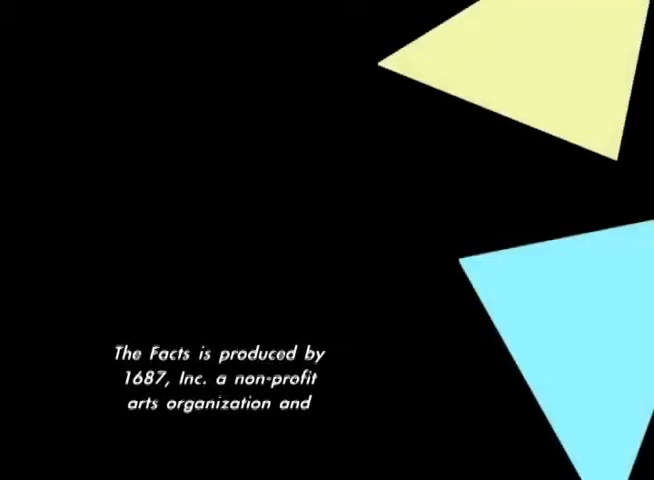 The Facts is produced by
1687, Inc. a non-profit
arts organization and